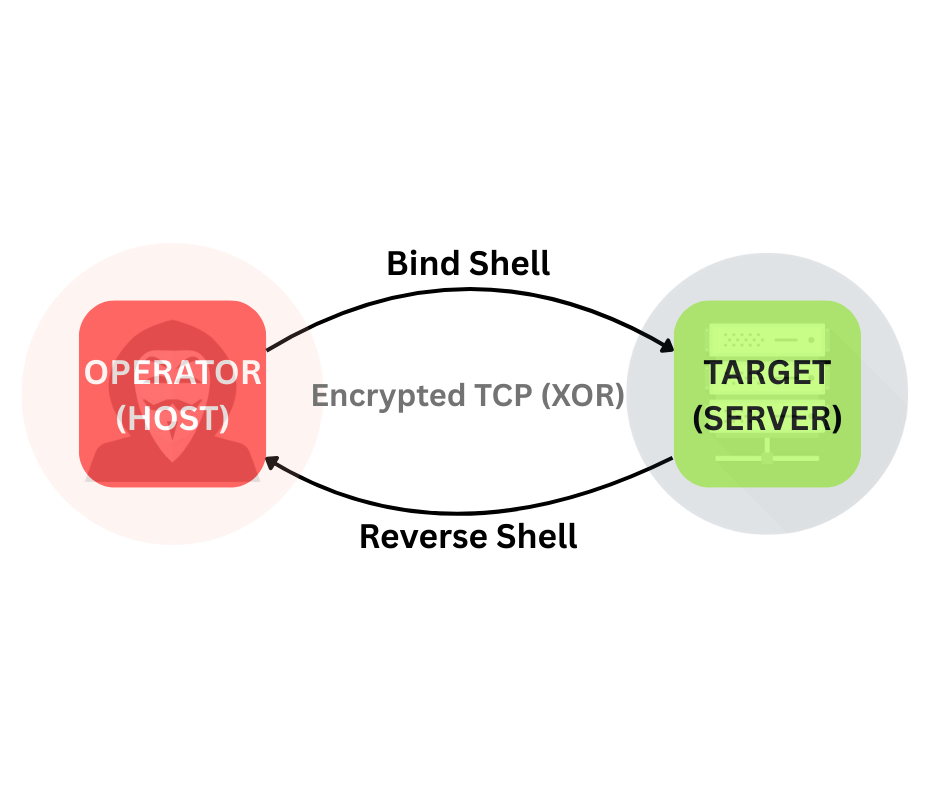 Bind Shell
OPERATOR
(HOST)
Encrypted TCP (XOR)
TARGET
(SERVER)
Reverse Shell